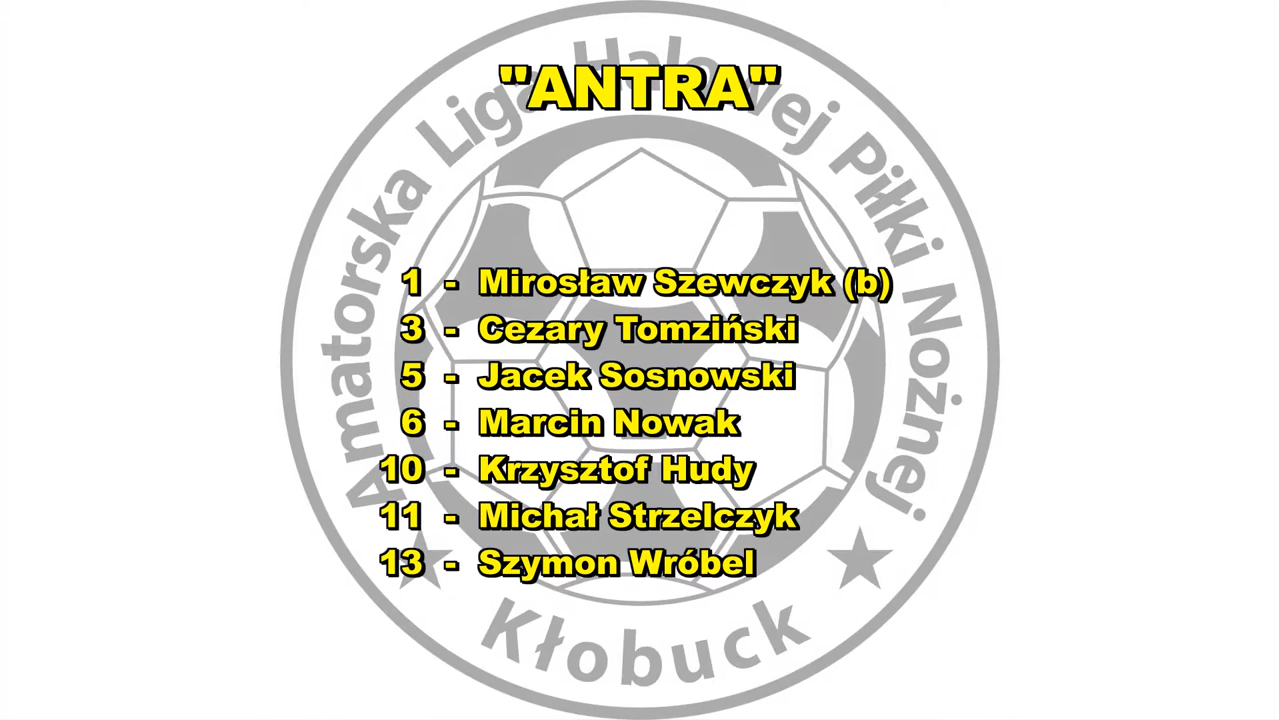 "ANTRA"
Amatorska Liga Halowej Piłki Nożnej
1 - Mirosław Szewczyk (b)
3 - Cezary Tomziński
5 - Jacek Sosnowski
6 - Marcin Nowak
10 - Krzysztof Hudy
11 - Michał Strzelczyk
13 - Szymon Wróbel
Kłobuck